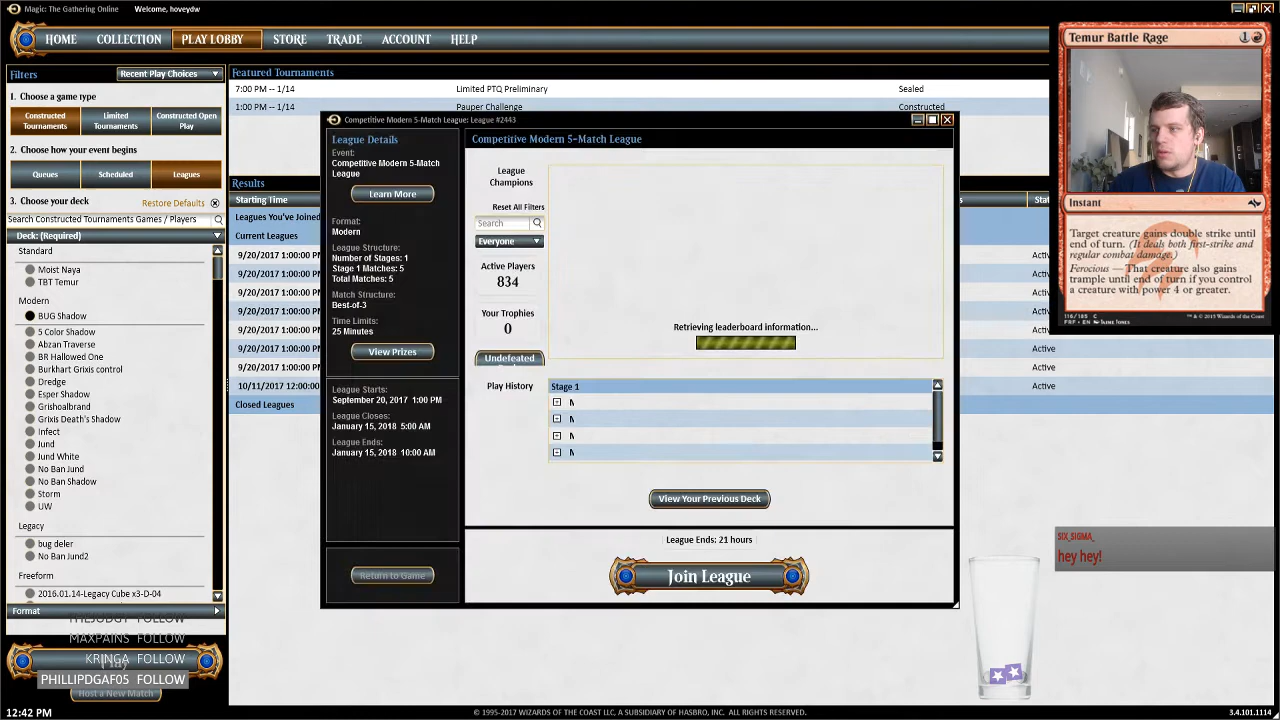 Magic: The Gathering Online
Welcome, hoveydw
HOME
COLLECTION
PLAY LOBBY
STORE
TRADE
ACCOUNT
HELP
Filters
Recent Play Choices
1. Choose a game type
Constructed Tournaments
Limited Tournaments
Constructed Open Play
2. Choose how your event begins
Queues
Scheduled
Leagues
3. Choose your deck
Restore Defaults
Search Constructed Tournaments Games / Players
Deck: (Required)
Standard
Moist Naya
TBT Temur
Modern
BUG Shadow
5 Color Shadow
Abzan Traverse
BR Hallowed One
Burkhart Grixis control
Dredge
Esper Shadow
Grishoalbrand
Grixis Death's Shadow
Infect
Jund
Jund White
No Ban Jund
No Ban Shadow
Storm
UW
Legacy
bug deler
No Ban Jund2
Freeform
2016.01.14-Legacy Cube x3-D-04
Format
THEJUDGY FOLLOW
MAXPAINS FOLLOW
KRINGA FOLLOW
PHILLIPDGAF05 FOLLOW
Host a New Match
12:42 PM
Featured Tournaments
7:00 PM -- 1/14
Limited PTQ Preliminary
Sealed
1:00 PM -- 1/14
Pauper Challenge
Constructed
Results
Starting Time
Leagues You've Joined
Current Leagues
9/20/2017 1:00:00 PM
Active
9/20/2017 1:00:00 PM
9/20/2017 1:00:00 PM
9/20/2017 1:00:00 PM
9/20/2017 1:00:00 PM
9/20/2017 1:00:00 PM
Active
9/20/2017 1:00:00 PM
Active
10/11/2017 12:00:00
Active
Closed Leagues
Competitive Modern 5-Match League: League #2443
League Details
Event:
Competitive Modern 5-Match
League
Learn More
Format:
Modern
League Structure:
Number of Stages: 1
Stage 1 Matches: 5
Total Matches: 5
Match Structure:
Best-of-3
Time Limits:
25 Minutes
View Prizes
League Starts:
September 20, 2017 1:00 PM
League Closes:
January 15, 2018 5:00 AM
League Ends:
January 15, 2018 10:00 AM
Return to Game
Competitive Modern 5-Match League
League
Champions
Reset All Filters
Search
Everyone
Active Players
834
Your Trophies
0
Undefeated
Retrieving leaderboard information...
Play History
Stage 1
View Your Previous Deck
League Ends: 21 hours
Join League
Temur Battle Rage
1
Instant
Target creature gains double strike until
end of turn. (It deals both first-strike and
regular combat damage.)
Ferocious — That creature also gains
trample until end of turn if you control
a creature with power 4 or greater.
116/185 C
SIX_SIGMA_
hey hey!
© 1995-2017 WIZARDS OF THE COAST LLC, A SUBSIDIARY OF HASBRO, INC. ALL RIGHTS RESERVED.
3.4.101.1114